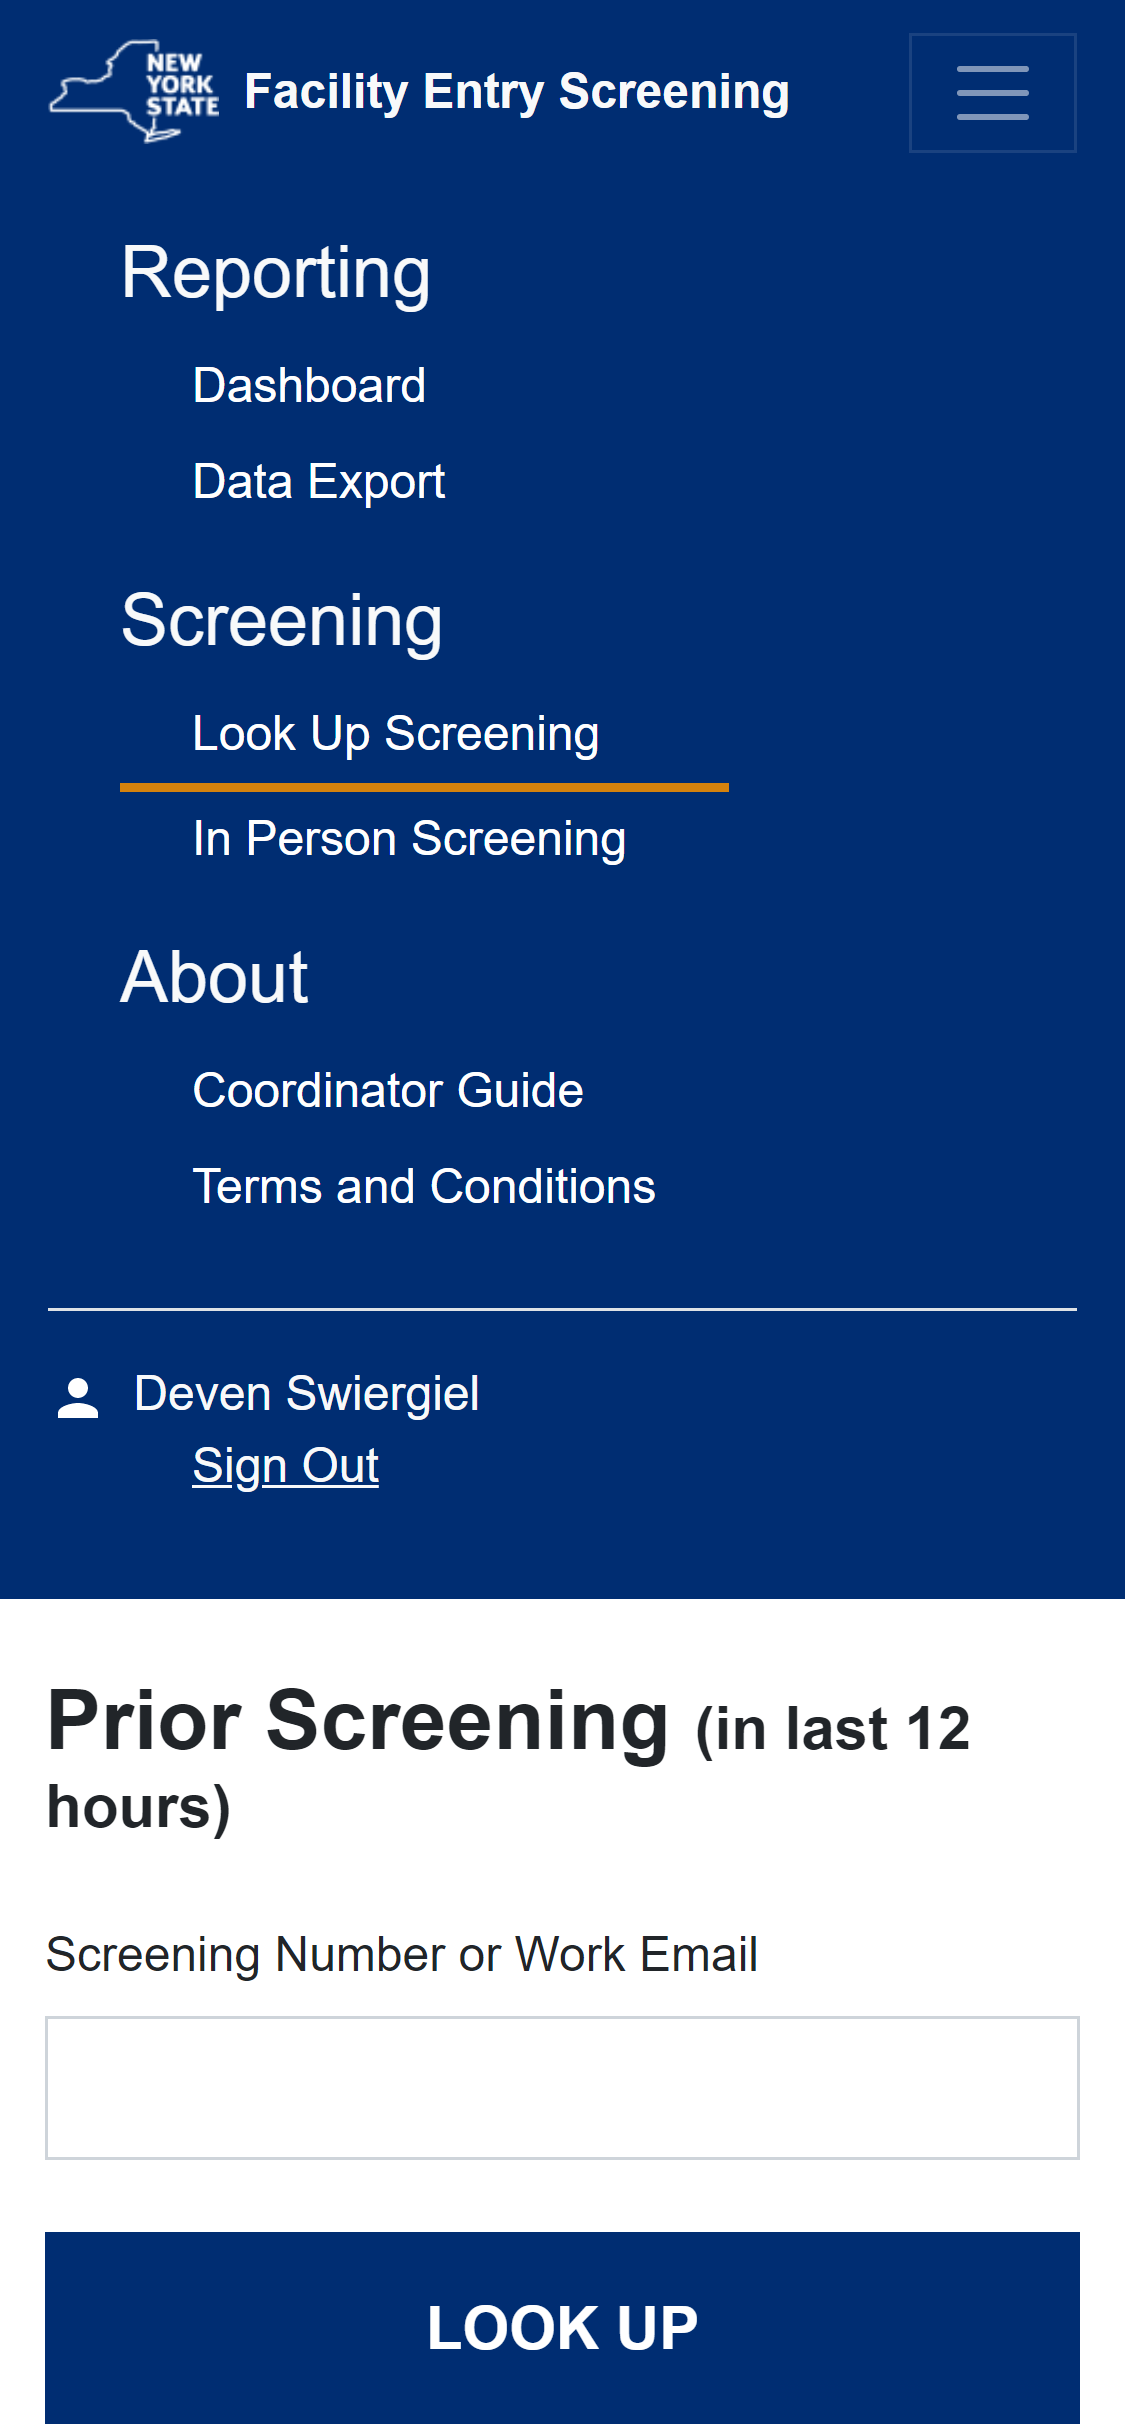 NEW
YORK
STATE
Facility Entry Screening
Reporting
Dashboard
Data Export
Screening
Look Up Screening
In Person Screening
About
Coordinator Guide
Terms and Conditions
Deven Swiergiel
Sign Out
Prior Screening (in last 12
hours)
Screening Number or Work Email
LOOK UP